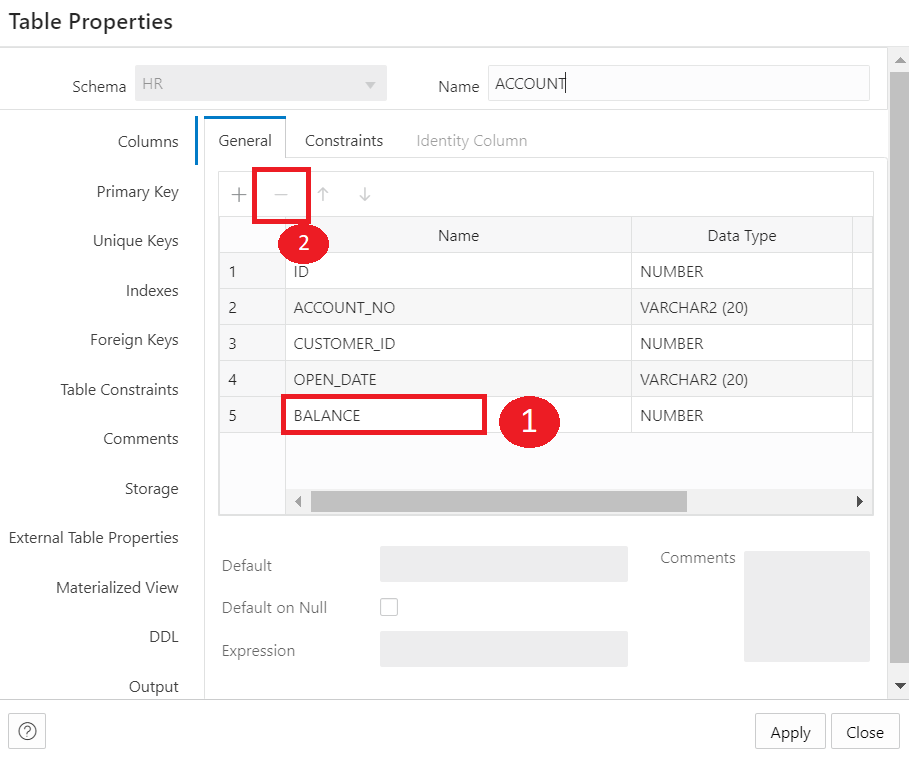 Table Properties
Schema HR Name ACCOUNT
Columns
Primary Key
Unique Keys
Indexes
Foreign Keys
Table Constraints
Comments
Storage
External Table Properties
Materialized View
DDL
Output
General Constraints Identity Column
2
Name Data Type
1 ID NUMBER
2 ACCOUNT_NO VARCHAR2 (20)
3 CUSTOMER_ID NUMBER
4 OPEN_DATE VARCHAR2 (20)
5 BALANCE 1 NUMBER
Default Comments
Default on Null
Expression
? Apply Close